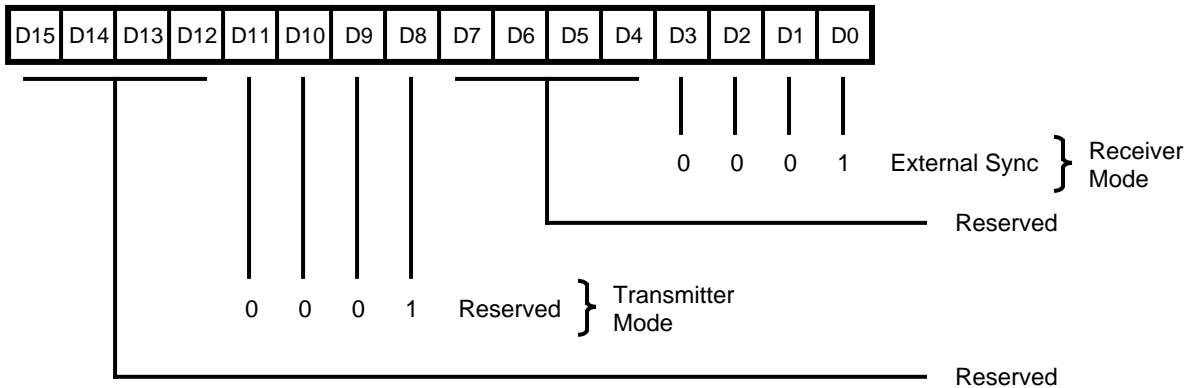 D15 D14 D13 D12 D11 D10 D9 D8 D7 D6 D5 D4 D3 D2 D1 D0
0 0 0 1 External Sync } Receiver Mode
Reserved
0 0 0 1 Reserved } Transmitter Mode
Reserved